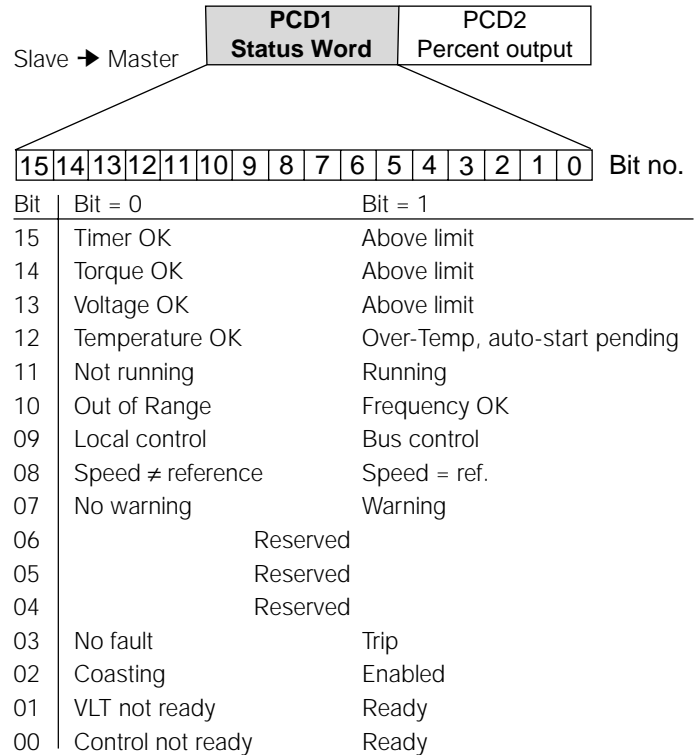 PCD1 PCD2
Slave ➔ Master Status Word Percent output
15 14 13 12 11 10 9 8 7 6 5 4 3 2 1 0 Bit no.
Bit Bit = 0 Bit = 1
15 Timer OK Above limit
14 Torque OK Above limit
13 Voltage OK Above limit
12 Temperature OK Over-Temp, auto-start pending
11 Not running Running
10 Out of Range Frequency OK
09 Local control Bus control
08 Speed ≠ reference Speed = ref.
07 No warning Warning
06 Reserved
05 Reserved
04 Reserved
03 No fault Trip
02 Coasting Enabled
01 VLT not ready Ready
00 Control not ready Ready